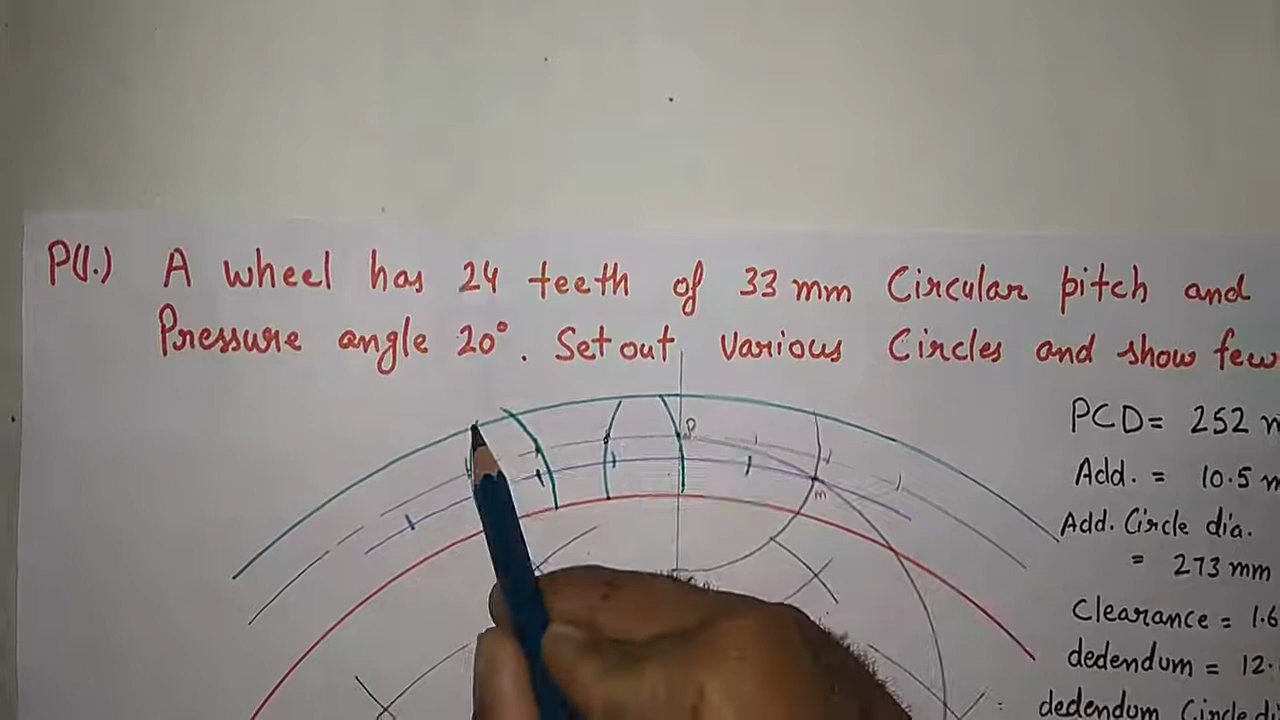 P(1.) A wheel has 24 teeth of 33 mm Circular pitch and
Pressure angle 20°. Set out various Circles and show few
PCD = 252 m
Add. = 10.5 m
Add. Circle dia.
= 273 mm
Clearance = 1.6
dedendum = 12.
dedendum Circle di
P
m